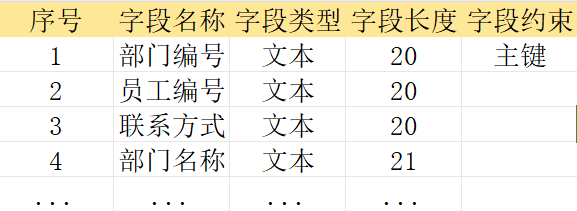 序号 字段名称 字段类型 字段长度 字段约束
1 部门编号 文本 20 主键
2 员工编号 文本 20
3 联系方式 文本 20
4 部门名称 文本 21
... ... ... ...